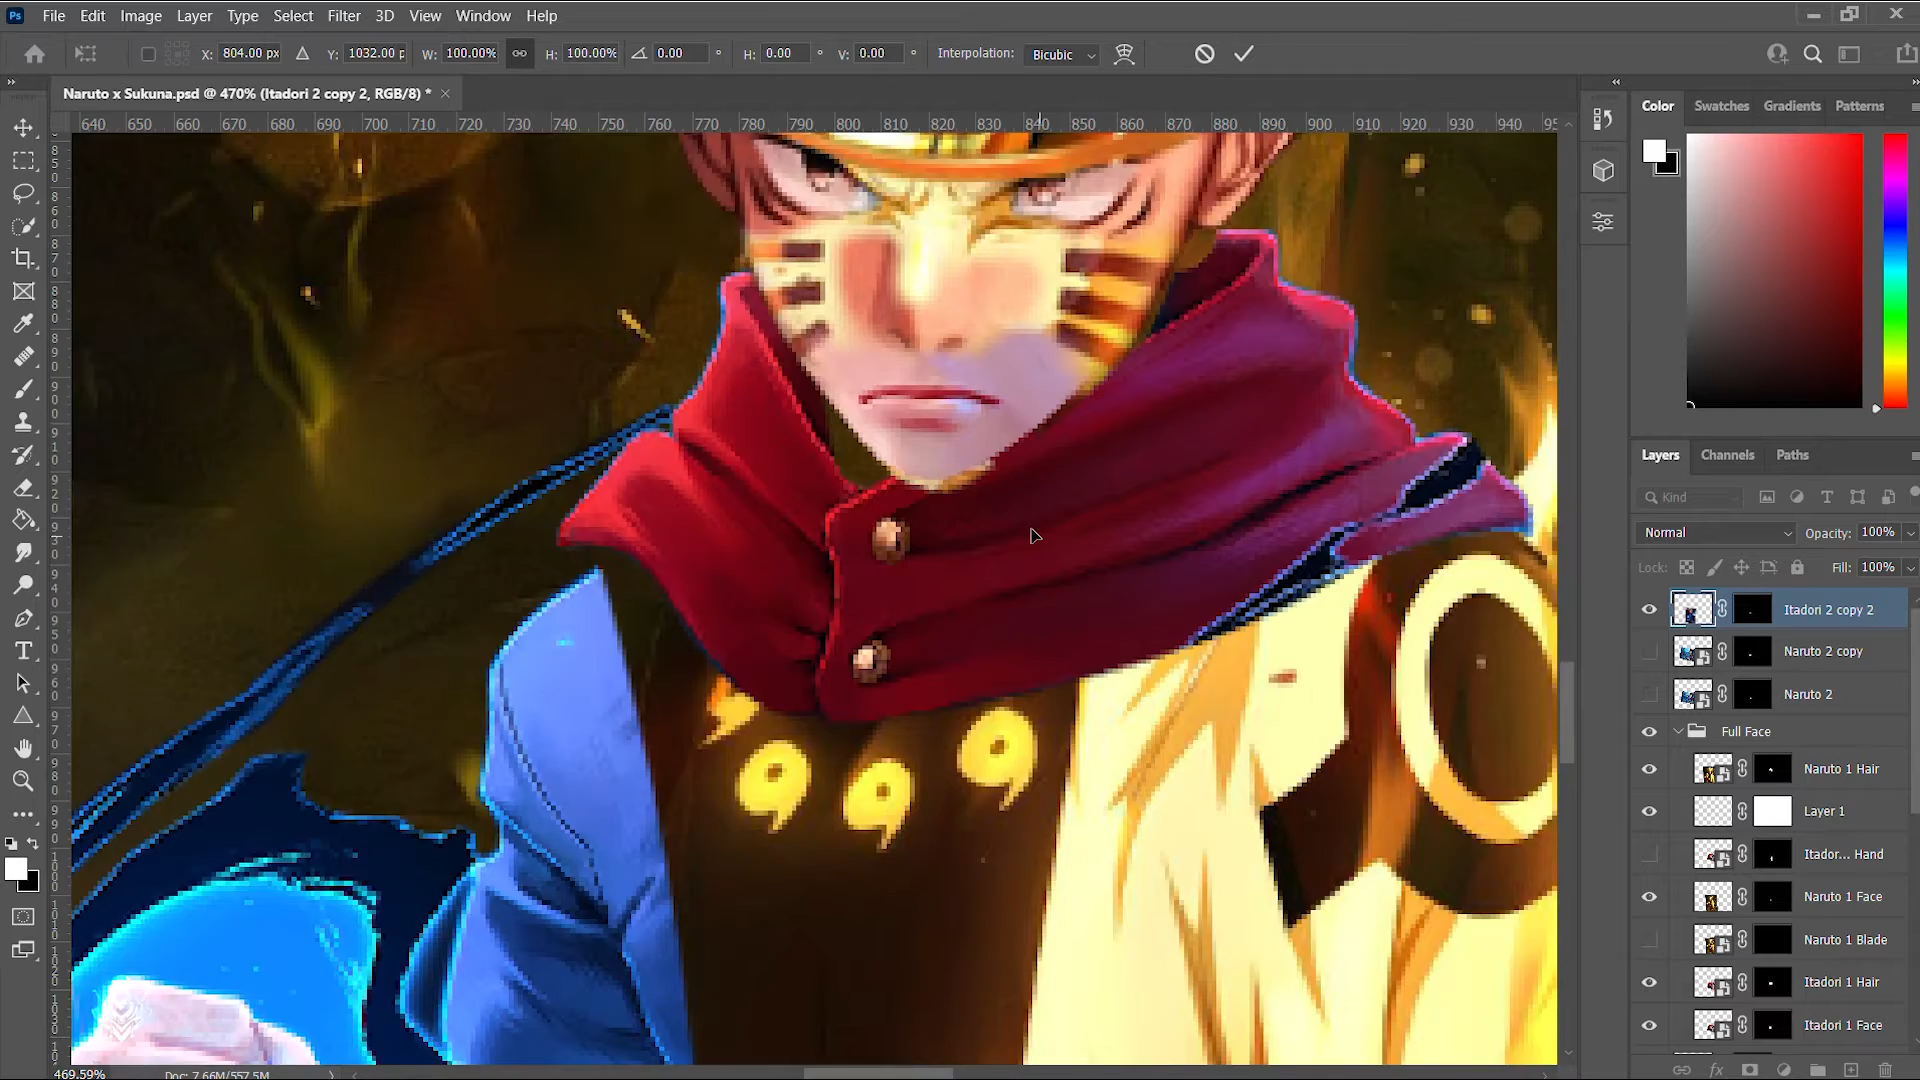 Ps File Edit Image Layer Type Select Filter 3D View Window Help
X: 804.00 px Y: 1032.00 p W: 100.00% H: 100.00% 0.00 ° H: 0.00 ° V: 0.00 ° Interpolation: Bicubic
Naruto x Sukuna.psd @ 470% (Itadori 2 copy 2, RGB/8) * ×
640 650 660 670 680 690 700 710 720 730 740 750 760 770 780 790 800 810 820 830 840 850 860 870 880 890 900 910 920 930 940 95
Color Swatches Gradients Patterns
Layers Channels Paths
Kind
Normal Opacity: 100%
Lock: Fill: 100%
Itadori 2 copy 2
Naruto 2 copy
Naruto 2
Full Face
Naruto 1 Hair
Layer 1
Itador... Hand
Naruto 1 Face
Naruto 1 Blade
Itadori 1 Hair
Itadori 1 Face
469.59% Doc: 7.66M/557.5M